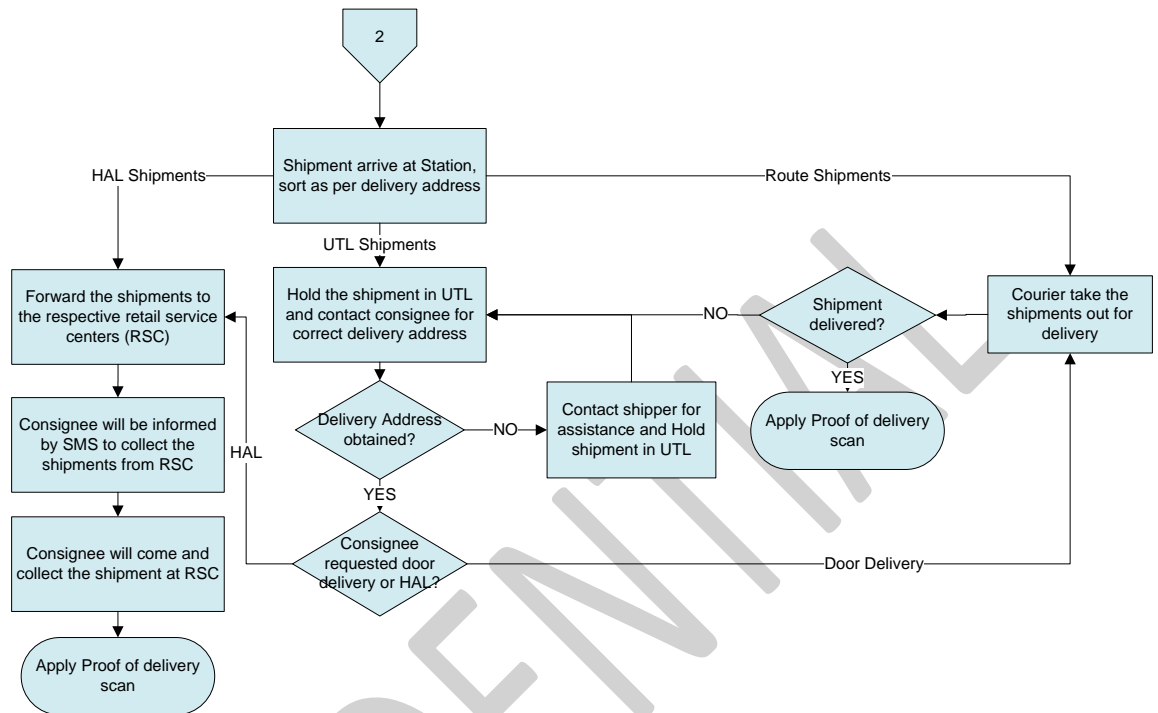 2
Shipment arrive at Station,
sort as per delivery address
HAL Shipments
Route Shipments
UTL Shipments
Forward the shipments to
the respective retail service
centers (RSC)
Hold the shipment in UTL
and contact consignee for
correct delivery address
NO
Shipment
delivered?
Courier take the
shipments out for
delivery
YES
Apply Proof of delivery
scan
Consignee will be informed
by SMS to collect the
shipments from RSC
HAL
Delivery Address
obtained?
NO
Contact shipper for
assistance and Hold
shipment in UTL
YES
Consignee will come and
collect the shipment at RSC
Consignee
requested door
delivery or HAL?
Door Delivery
Apply Proof of delivery
scan
ENTIAL